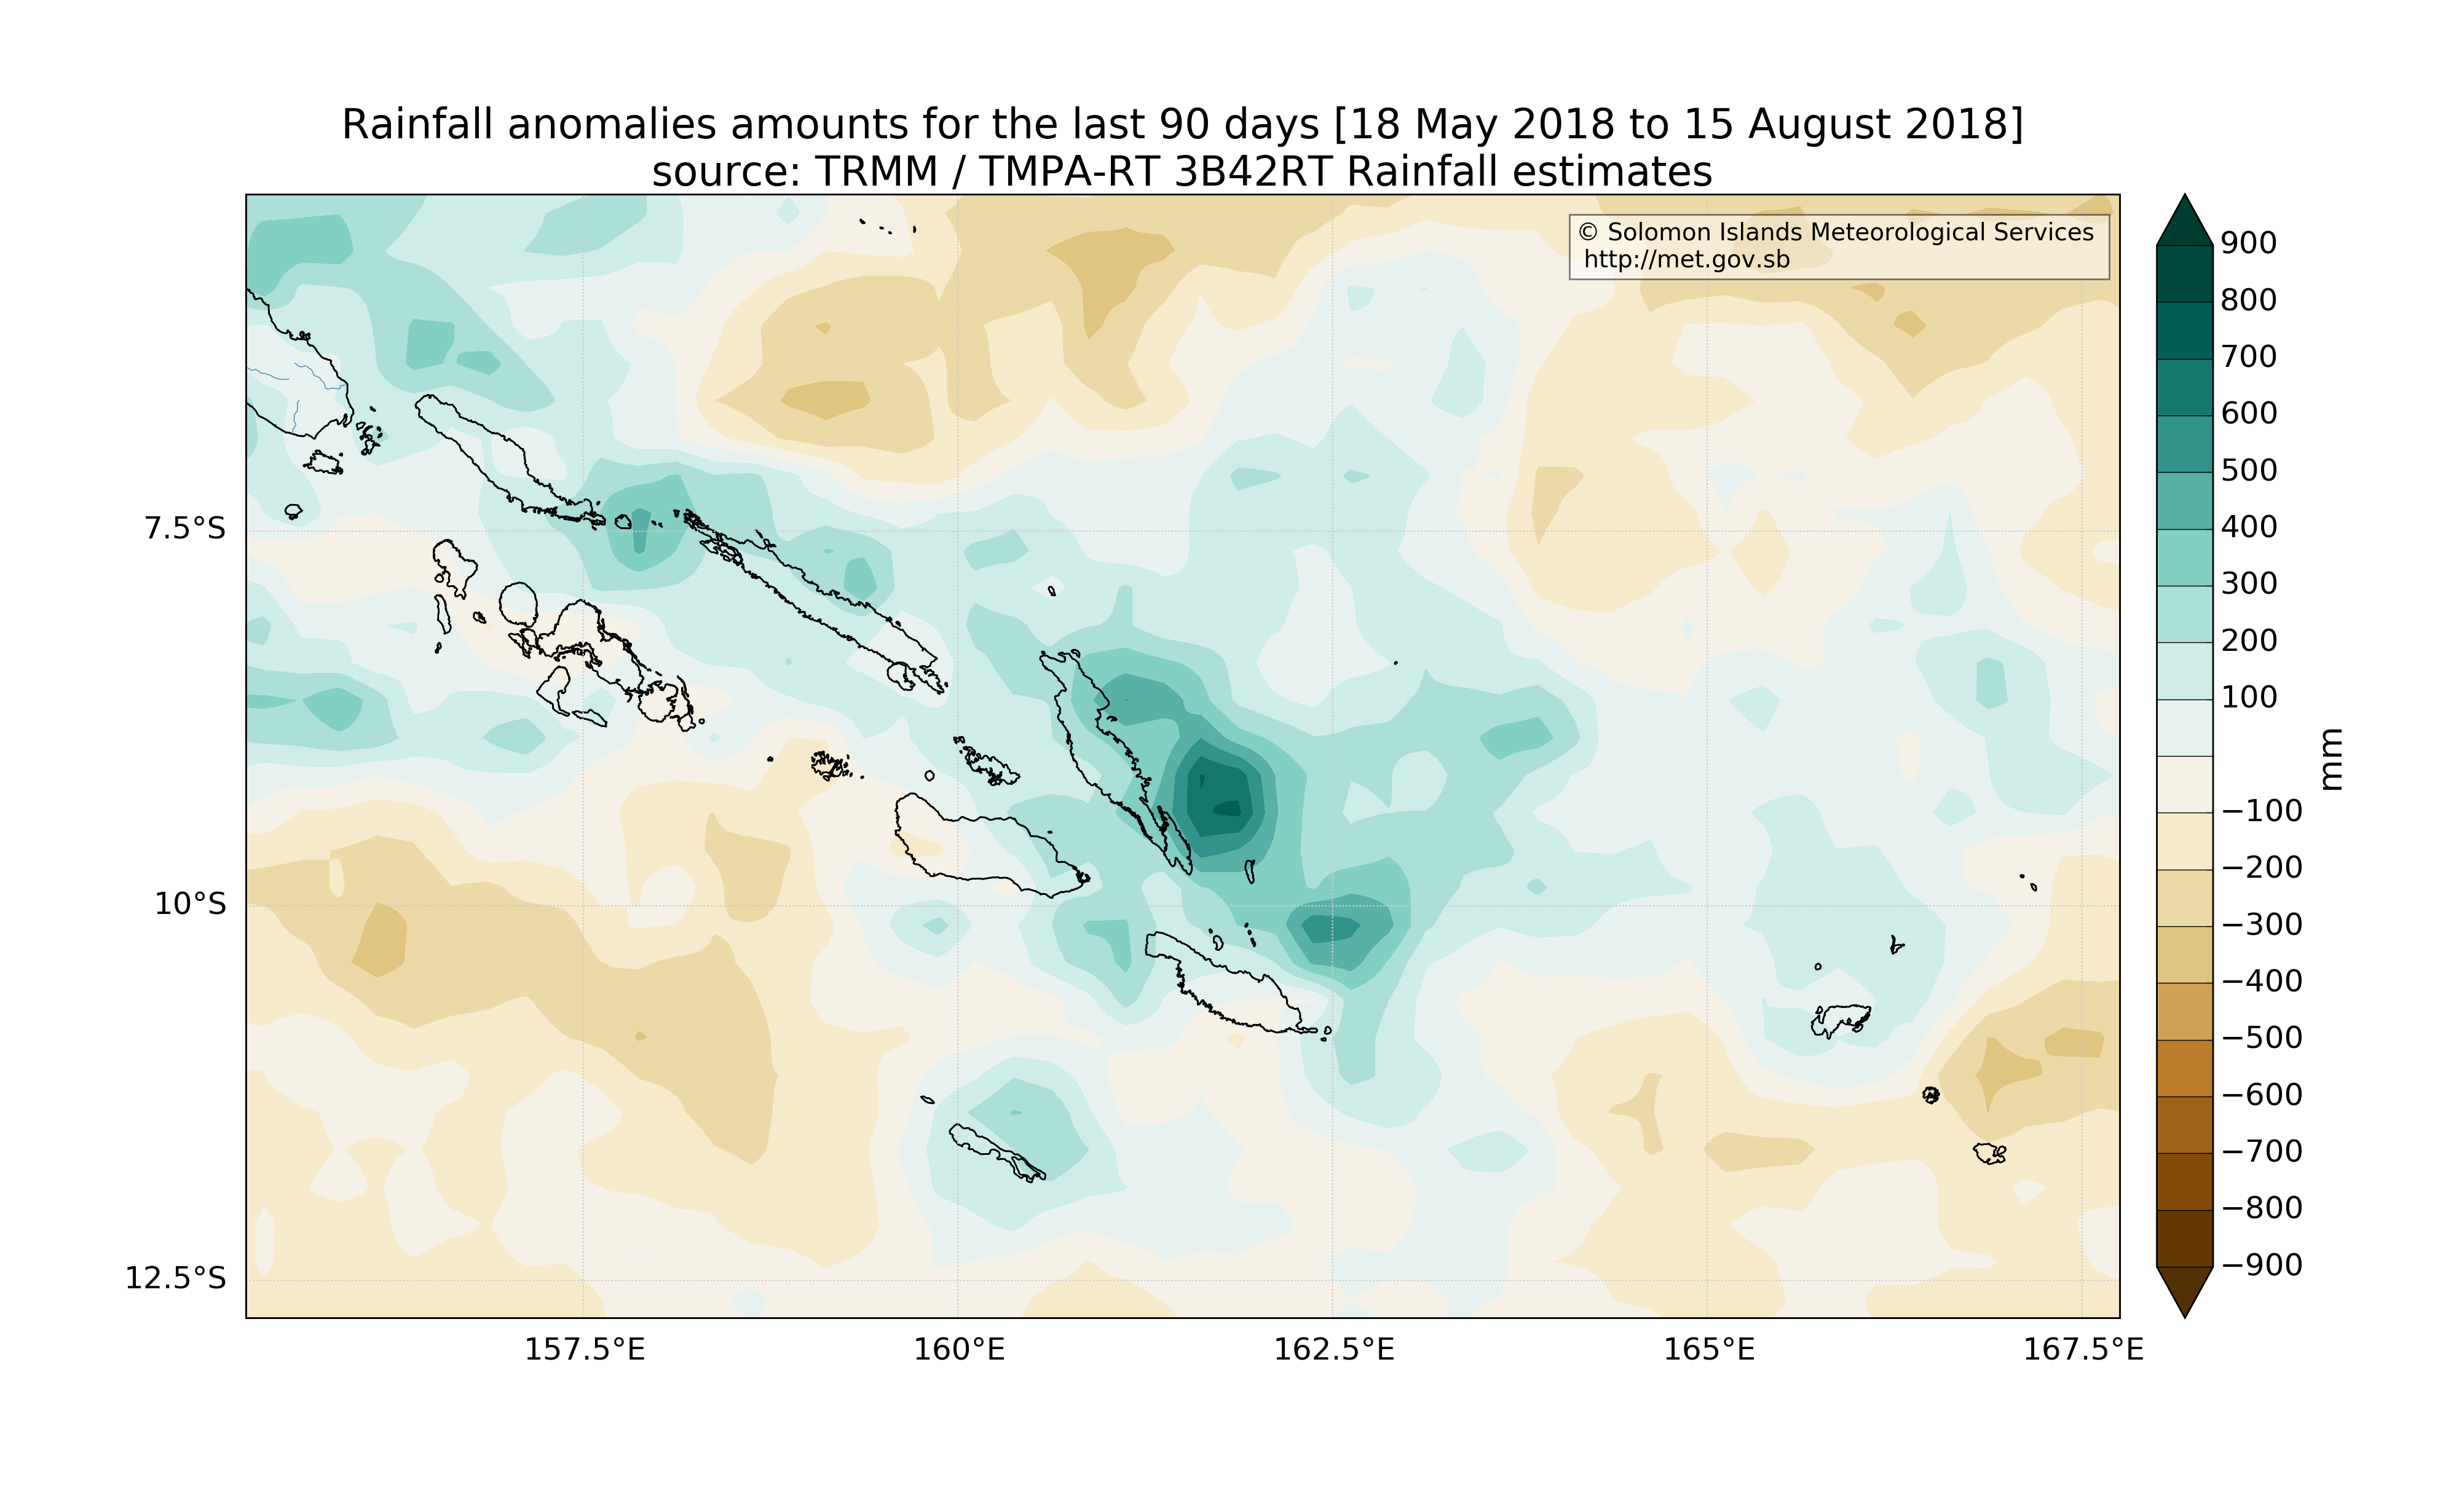 Rainfall anomalies amounts for the last 90 days [18 May 2018 to 15 August 2018]
source: TRMM / TMPA-RT 3B42RT Rainfall estimates
© Solomon Islands Meteorological Services
http://met.gov.sb
7.5°S
10°S
12.5°S
157.5°E
160°E
162.5°E
165°E
167.5°E
900
800
700
600
500
400
300
200
100
−100
−200
−300
−400
−500
−600
−700
−800
−900
mm